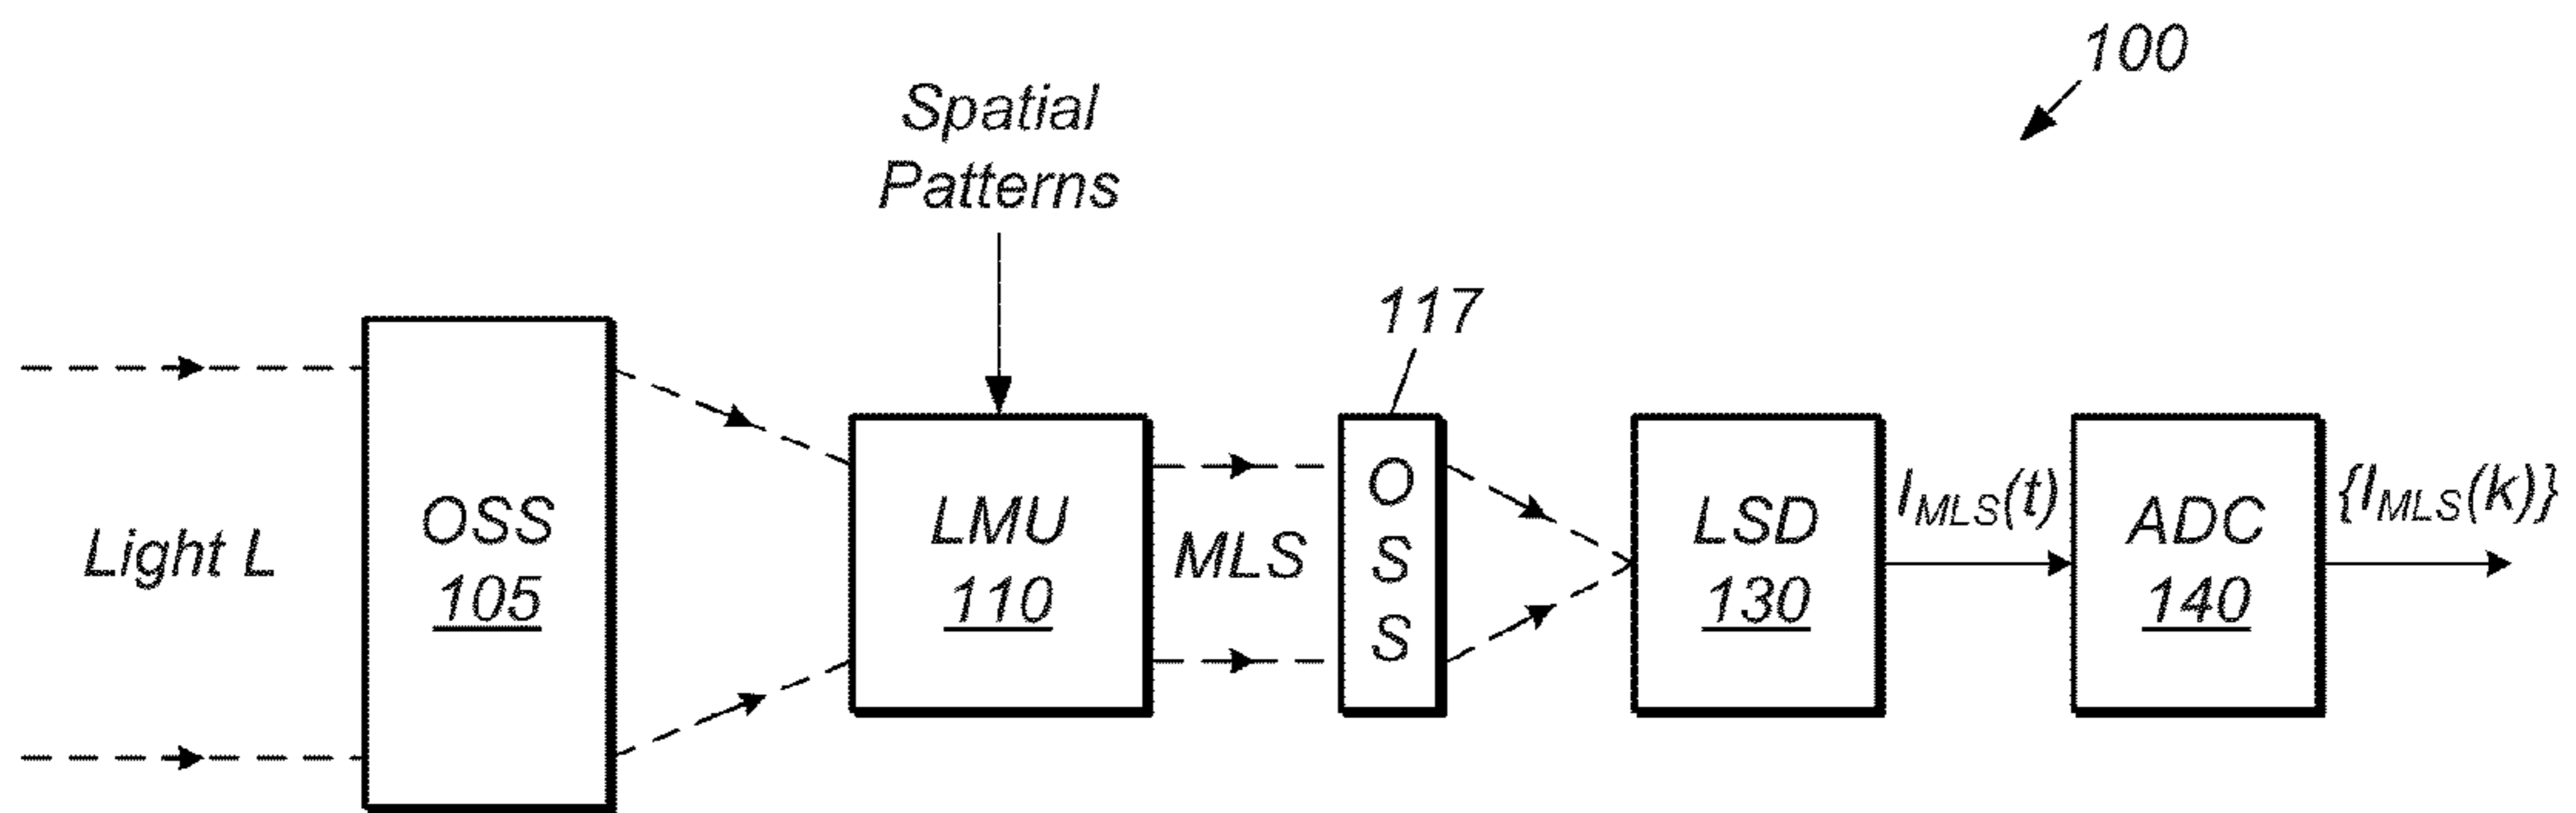 100
Spatial
Patterns
117
Light L
OSS
105
LMU
110
MLS
O
S
S
LSD
130
I_MLS(t)
ADC
140
{I_MLS(k)}